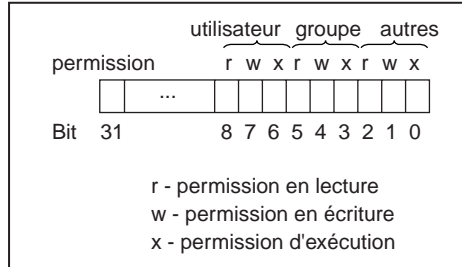 utilisateur groupe autres
permission r w x r w x r w x
...
Bit 31 8 7 6 5 4 3 2 1 0
r - permission en lecture
w - permission en écriture
x - permission d'exécution